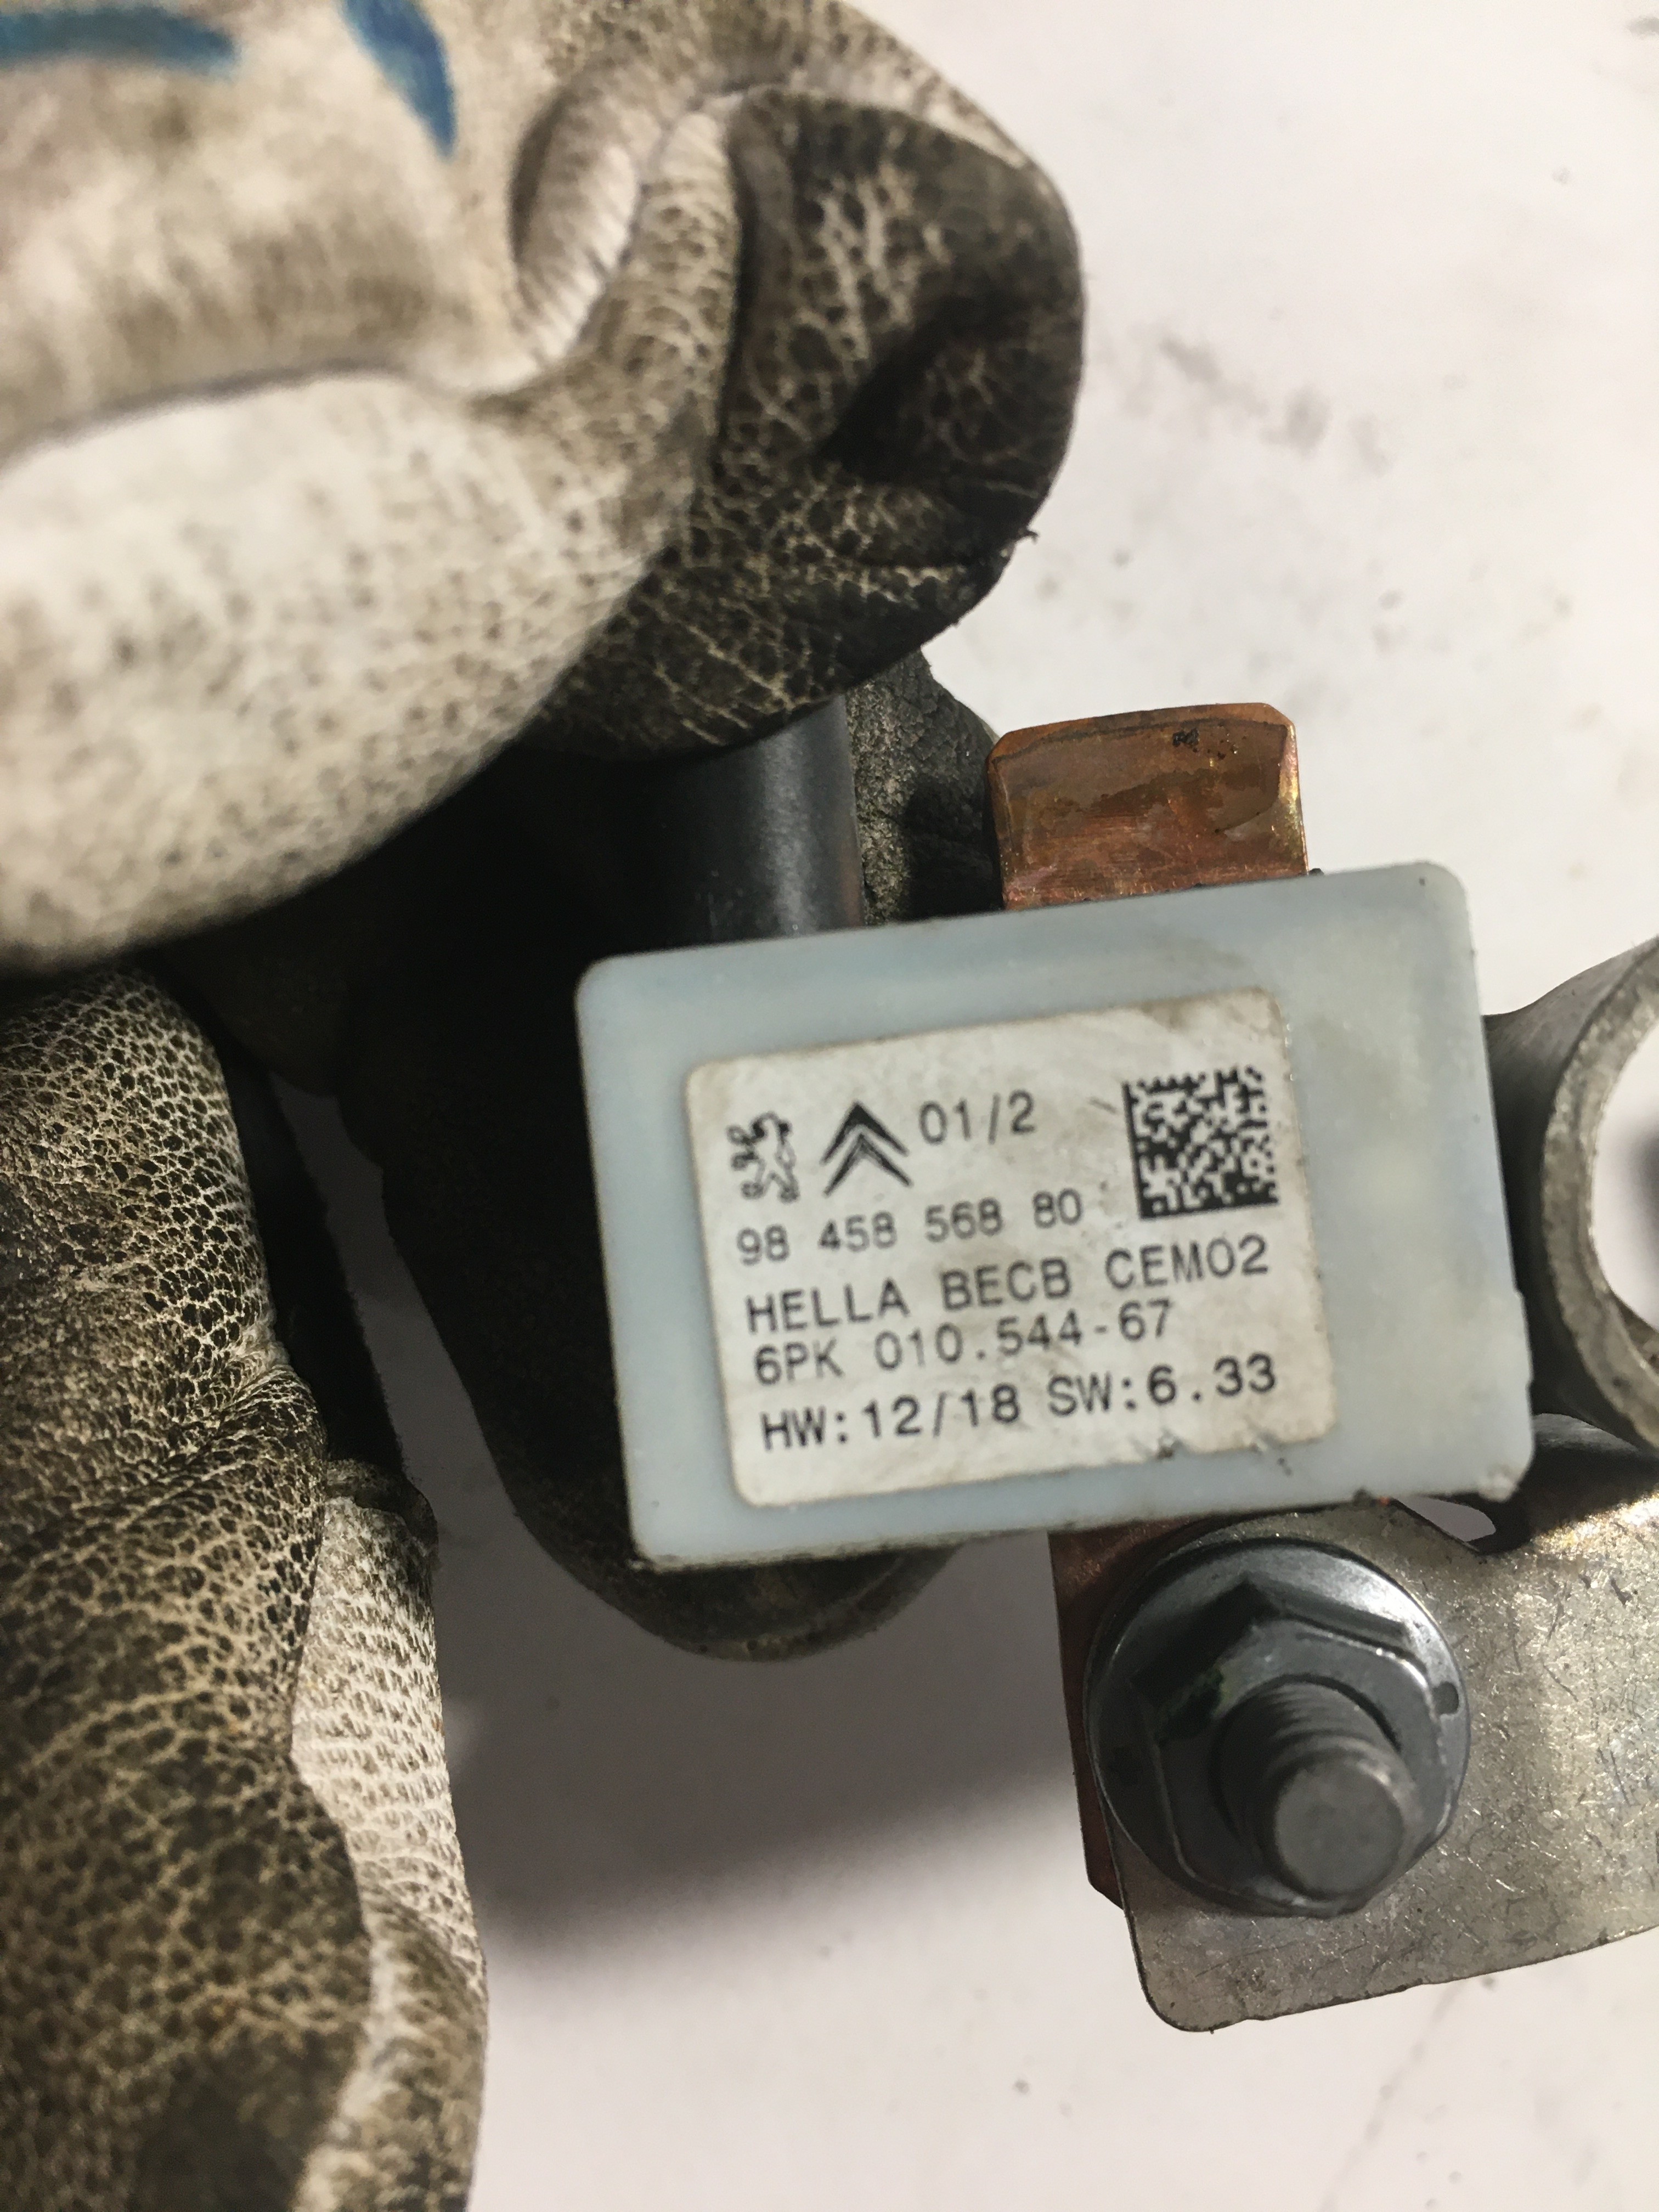 01/2
98 458 568 80
HELLA BECB CEM02
6PK 010.544-67
HW:12/18 SW:6.33